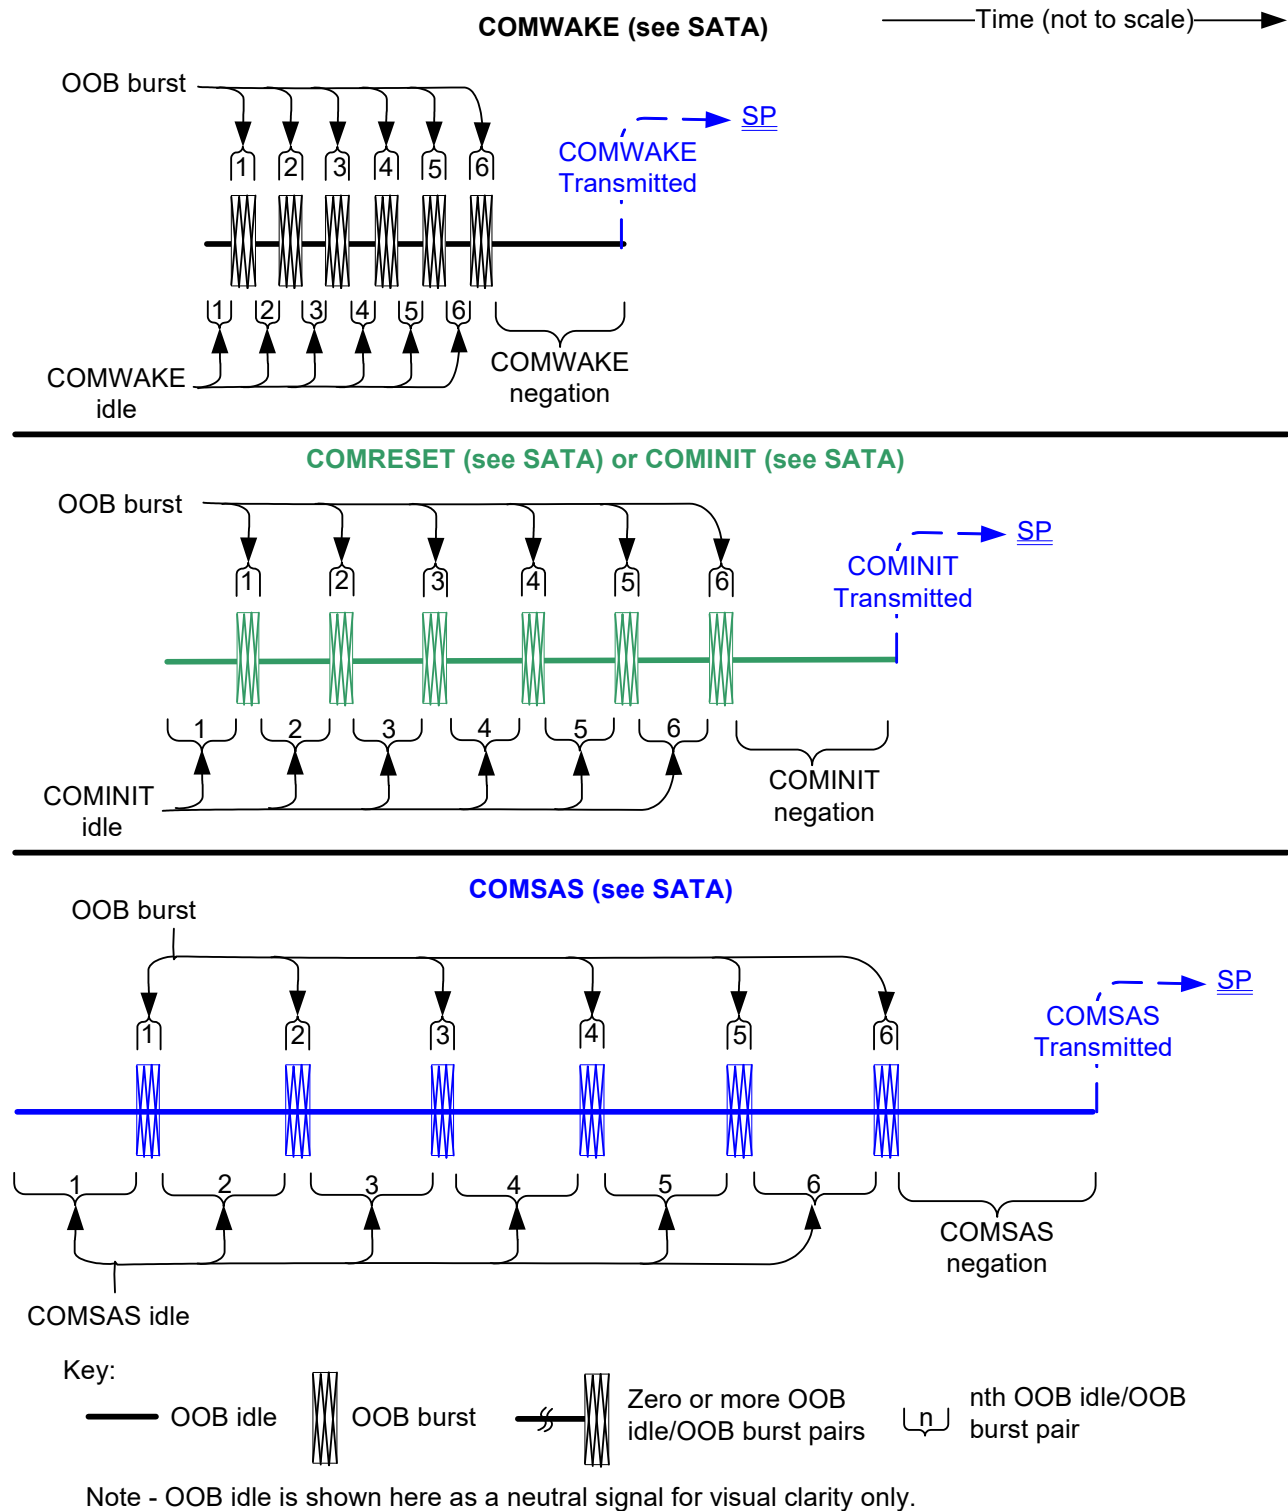 COMWAKE (see SATA)
Time (not to scale)
OOB burst
SP
COMWAKE
Transmitted
1 2 3 4 5 6
1 2 3 4 5 6
COMWAKE
idle
COMWAKE
negation
COMRESET (see SATA) or COMINIT (see SATA)
OOB burst
SP
COMINIT
Transmitted
1 2 3 4 5 6
1 2 3 4 5 6
COMINIT
idle
COMINIT
negation
COMSAS (see SATA)
OOB burst
SP
COMSAS
Transmitted
1 2 3 4 5 6
1 2 3 4 5 6
COMSAS
negation
COMSAS idle
Key:
OOB idle
OOB burst
Zero or more OOB
idle/OOB burst pairs
n
nth OOB idle/OOB
burst pair
Note - OOB idle is shown here as a neutral signal for visual clarity only.